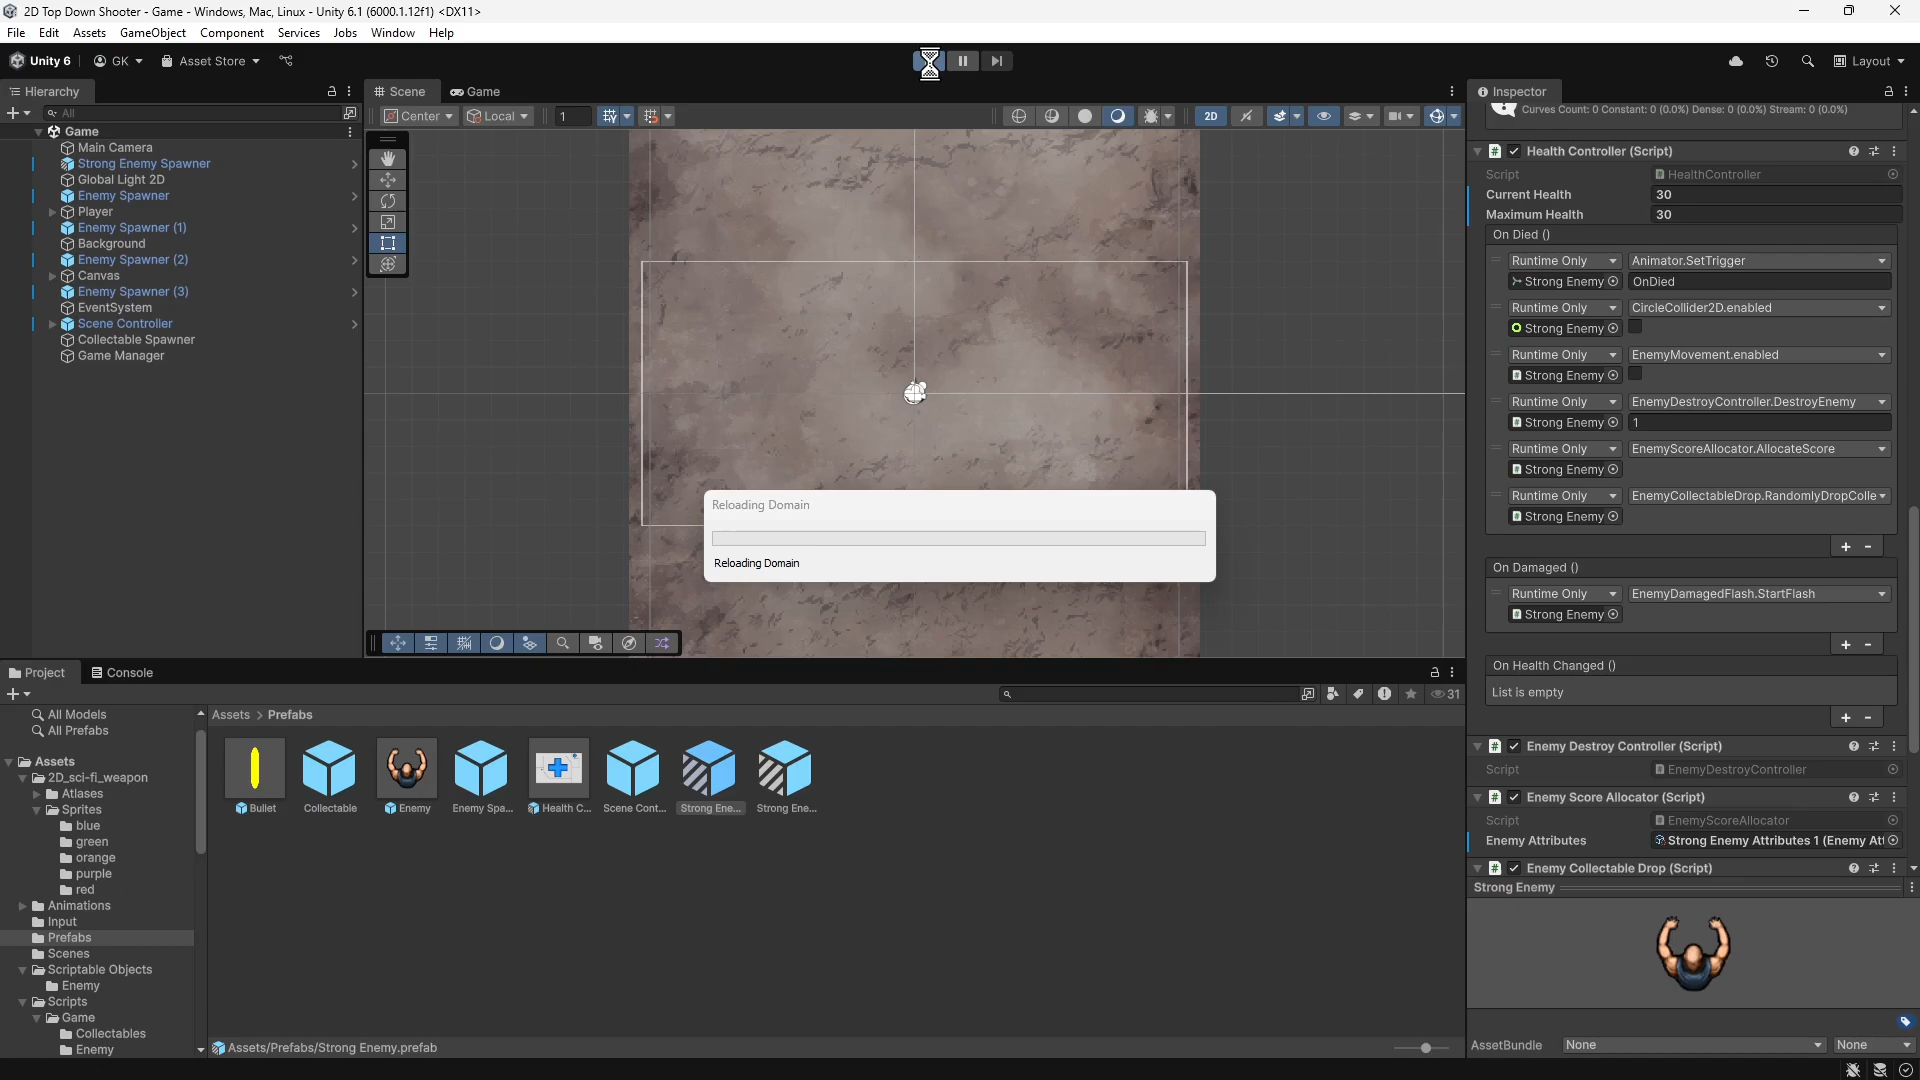 2D Top Down Shooter - Game - Windows, Mac, Linux - Unity 6.1 (6000.1.12f1) <DX11>
File Edit Assets GameObject Component Services Jobs Window Help
Unity 6 GK Asset Store Layout
Hierarchy
All
Game
Main Camera
Strong Enemy Spawner
Global Light 2D
Enemy Spawner
Player
Enemy Spawner (1)
Background
Enemy Spawner (2)
Canvas
Enemy Spawner (3)
EventSystem
Scene Controller
Collectable Spawner
Game Manager
Scene Game
Center Local 1 2D
Reloading Domain
Reloading Domain
Inspector
Curves Count: 0 Constant: 0 (0.0%) Dense: 0 (0.0%) Stream: 0 (0.0%)
Health Controller (Script)
Script HealthController
Current Health 30
Maximum Health 30
On Died ()
Runtime Only Animator.SetTrigger
Strong Enemy OnDied
Runtime Only CircleCollider2D.enabled
Strong Enemy
Runtime Only EnemyMovement.enabled
Strong Enemy
Runtime Only EnemyDestroyController.DestroyEnemy
Strong Enemy 1
Runtime Only EnemyScoreAllocator.AllocateScore
Strong Enemy
Runtime Only EnemyCollectableDrop.RandomlyDropColle
Strong Enemy
+ -
On Damaged ()
Runtime Only EnemyDamagedFlash.StartFlash
Strong Enemy
+ -
On Health Changed ()
List is empty
+ -
Enemy Destroy Controller (Script)
Script EnemyDestroyController
Enemy Score Allocator (Script)
Script EnemyScoreAllocator
Enemy Attributes Strong Enemy Attributes 1 (Enemy Att
Enemy Collectable Drop (Script)
Strong Enemy
AssetBundle None None
Project Console
31
All Models
All Prefabs
Assets
2D_sci-fi_weapon
Atlases
Sprites
blue
green
orange
purple
red
Animations
Input
Prefabs
Scenes
Scriptable Objects
Enemy
Scripts
Game
Collectables
Enemy
Assets > Prefabs
Bullet Collectable Enemy Enemy Spa... Health C... Scene Cont... Strong Ene... Strong Ene...
Assets/Prefabs/Strong Enemy.prefab